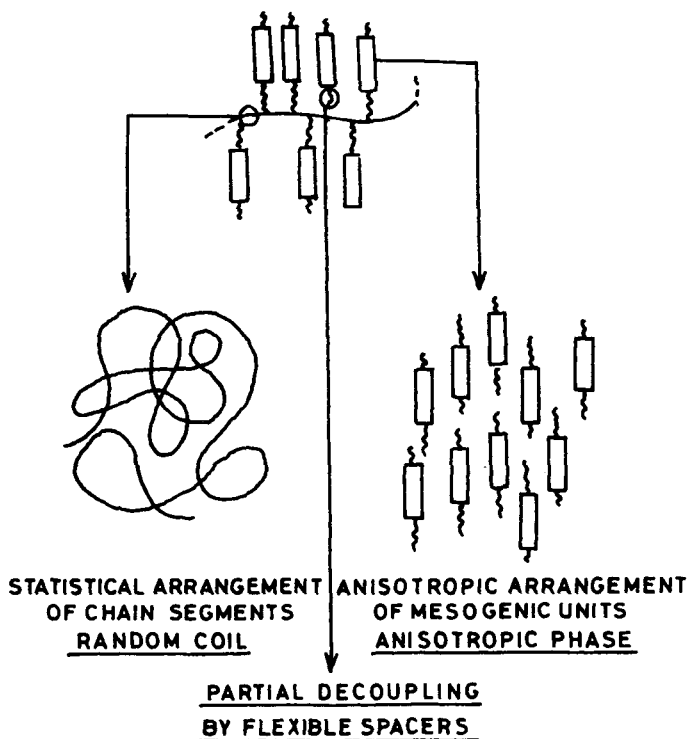 STATISTICAL ARRANGEMENT
OF CHAIN SEGMENTS
RANDOM COIL
ANISOTROPIC ARRANGEMENT
OF MESOGENIC UNITS
ANISOTROPIC PHASE
PARTIAL DECOUPLING
BY FLEXIBLE SPACERS